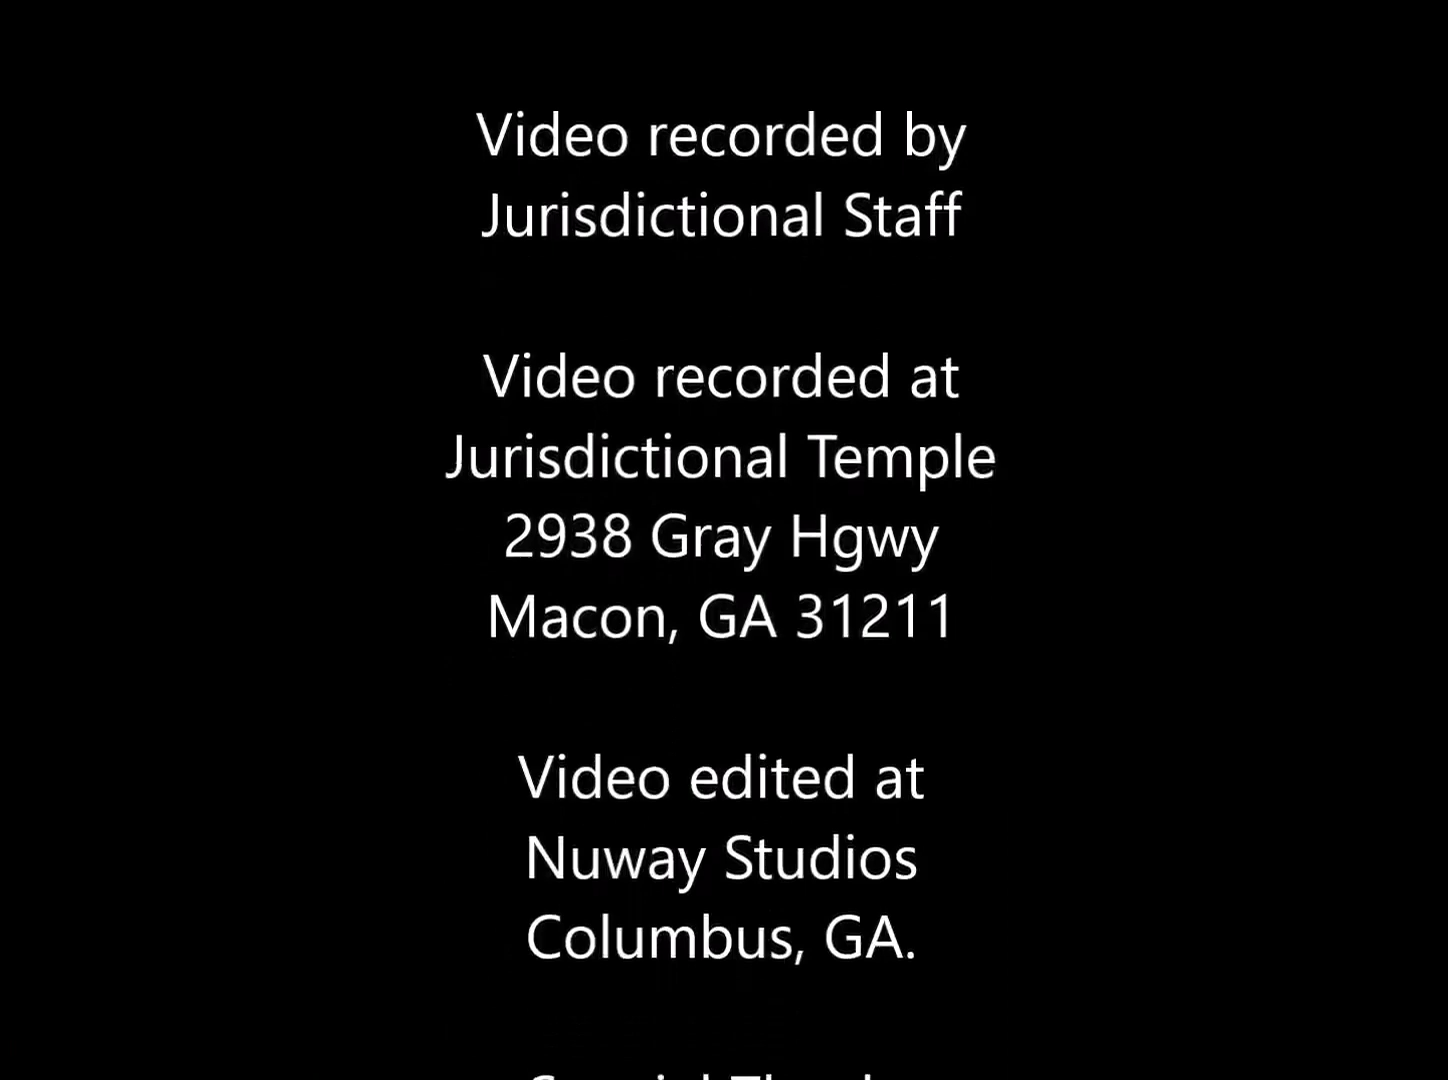 Video recorded by
Jurisdictional Staff
Video recorded at
Jurisdictional Temple
2938 Gray Hgwy
Macon, GA 31211
Video edited at
Nuway Studios
Columbus, GA.